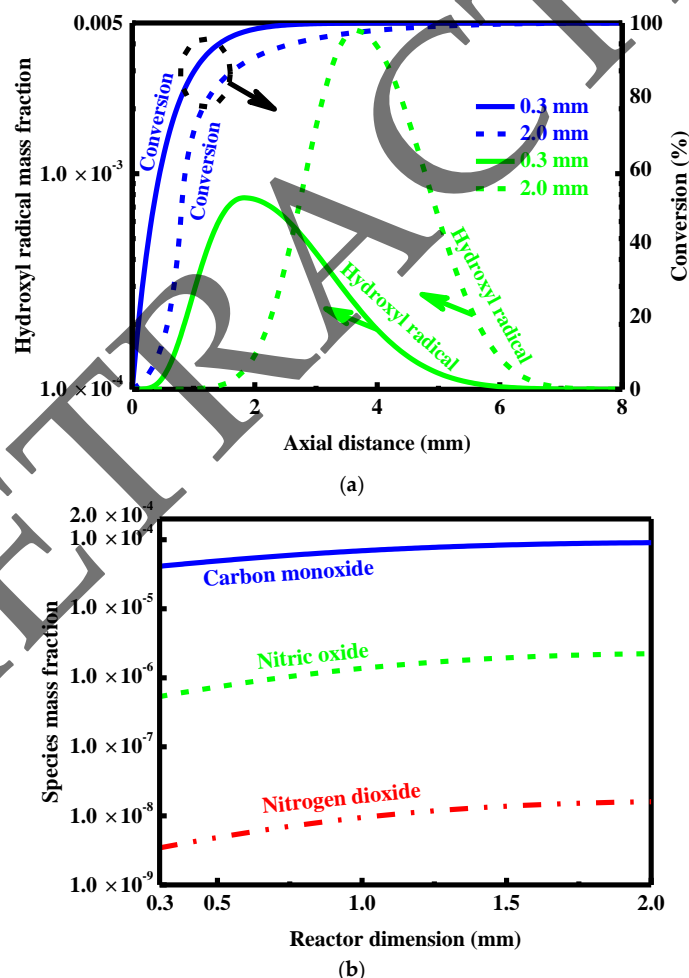 0.005
1.0 × 10⁻³
1.0 × 10⁻⁴
Hydroxyl radical mass fraction
100
80
60
40
20
0
Conversion (%)
Conversion
Conversion
0.3 mm
2.0 mm
0.3 mm
2.0 mm
Hydroxyl radical
Hydroxyl radical
0 2 4 6 8
Axial distance (mm)
(a)
2.0 × 10⁻⁴
1.0 × 10⁻⁴
1.0 × 10⁻⁵
1.0 × 10⁻⁶
1.0 × 10⁻⁷
1.0 × 10⁻⁸
1.0 × 10⁻⁹
Species mass fraction
Carbon monoxide
Nitric oxide
Nitrogen dioxide
0.3 0.5 1.0 1.5 2.0
Reactor dimension (mm)
(b)